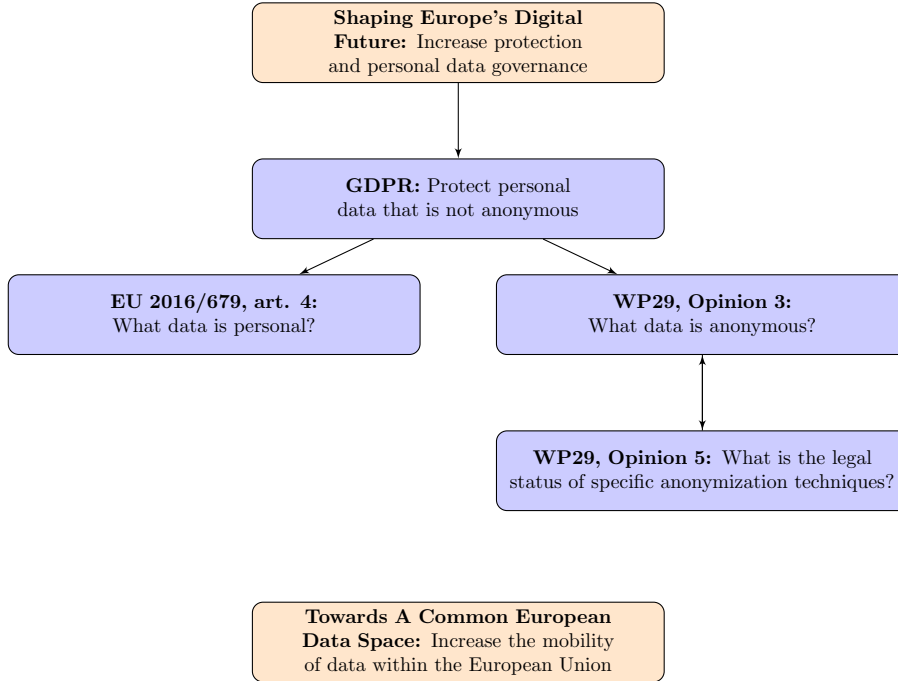 Shaping Europe's Digital
Future: Increase protection
and personal data governance
GDPR: Protect personal
data that is not anonymous
EU 2016/679, art. 4:
What data is personal?
WP29, Opinion 3:
What data is anonymous?
WP29, Opinion 5: What is the legal
status of specific anonymization techniques?
Towards A Common European
Data Space: Increase the mobility
of data within the European Union